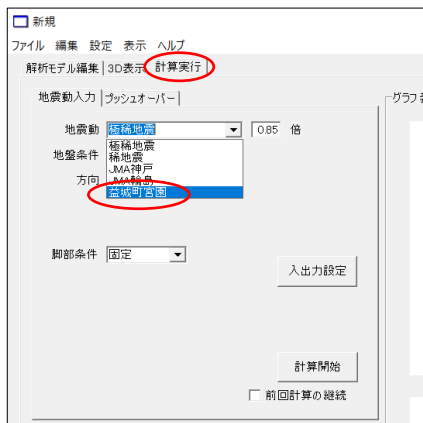 新規
ファイル 編集 設定 表示 ヘルプ
解析モデル編集 3D表示 計算実行
地震動入力 プッシュオーバー
グラフ
地震動 極稀地震 0.85 倍
極稀地震
地盤条件 稀地震
JMA神戸
方向 JMA輪島
益城町宮園
脚部条件 固定
入出力設定
計算開始
前回計算の継続